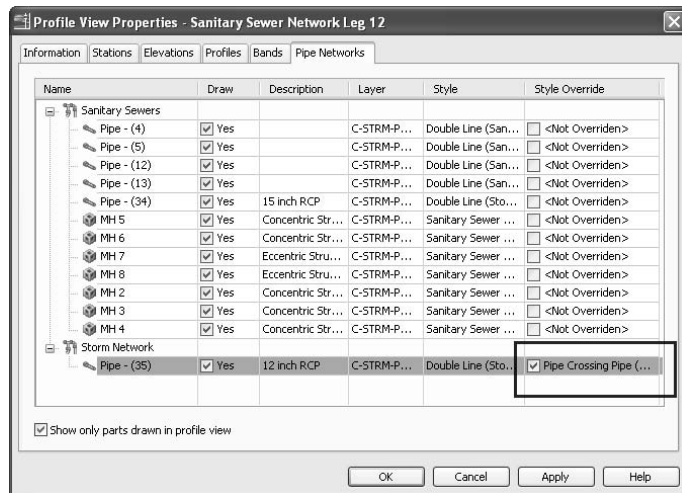 Profile View Properties - Sanitary Sewer Network Leg 12
Information Stations Elevations Profiles Bands Pipe Networks
Name Draw Description Layer Style Style Override
Sanitary Sewers
Pipe - (4) Yes C-STRM-P... Double Line (San... <Not Overriden>
Pipe - (5) Yes C-STRM-P... Double Line (San... <Not Overriden>
Pipe - (12) Yes C-STRM-P... Double Line (San... <Not Overriden>
Pipe - (13) Yes C-STRM-P... Double Line (San... <Not Overriden>
Pipe - (34) Yes 15 inch RCP C-STRM-P... Double Line (Sto... <Not Overriden>
MH 5 Yes Concentric Str... C-STRM-P... Sanitary Sewer ... <Not Overriden>
MH 6 Yes Concentric Str... C-STRM-P... Sanitary Sewer ... <Not Overriden>
MH 7 Yes Eccentric Stru... C-STRM-P... Sanitary Sewer ... <Not Overriden>
MH 8 Yes Eccentric Stru... C-STRM-P... Sanitary Sewer ... <Not Overriden>
MH 2 Yes Concentric Str... C-STRM-P... Sanitary Sewer ... <Not Overriden>
MH 3 Yes Concentric Str... C-STRM-P... Sanitary Sewer ... <Not Overriden>
MH 4 Yes Concentric Str... C-STRM-P... Sanitary Sewer ... <Not Overriden>
Storm Network
Pipe - (35) Yes 12 inch RCP C-STRM-P... Double Line (Sto... Pipe Crossing Pipe (...
Show only parts drawn in profile view
OK Cancel Apply Help